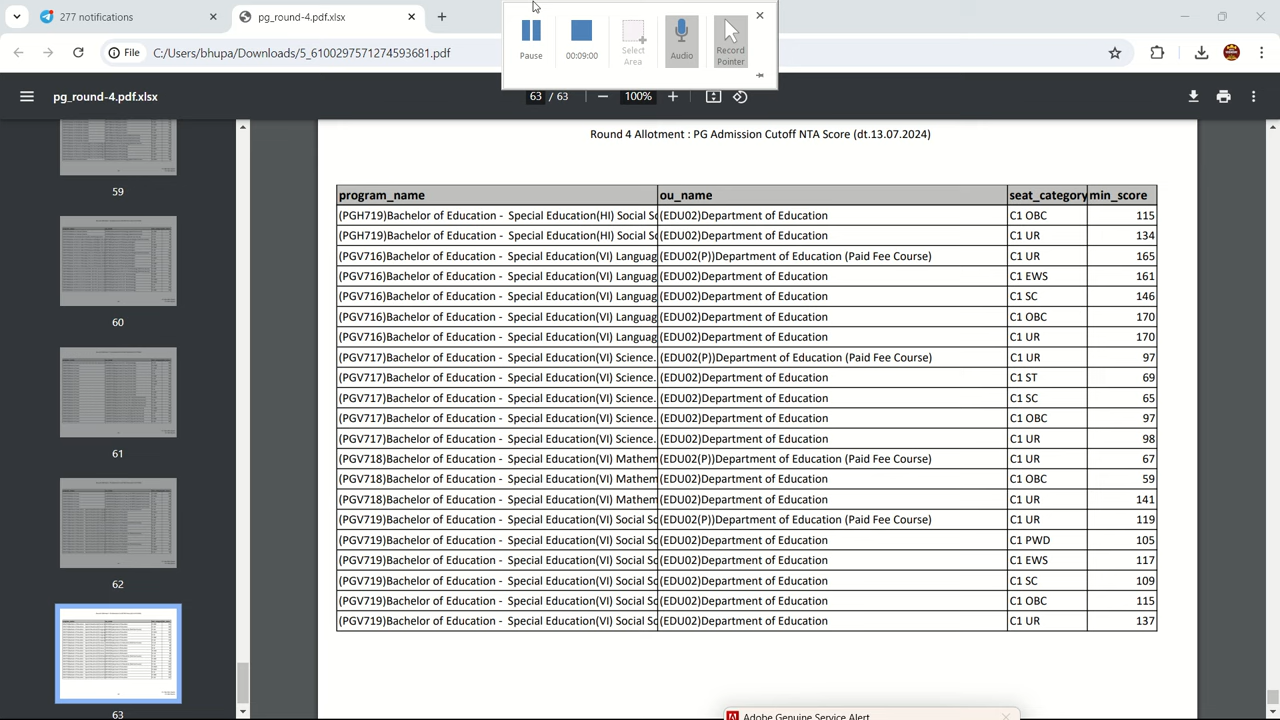 277 notifications
pg_round-4.pdf.xlsx
File
C:/Users/bhupa/Downloads/5_6100297571274593681.pdf
Pause
00:09:00
Select Area
Audio
Record Pointer
pg_round-4.pdf.xlsx
63 / 63
100%
59
60
61
62
63
Round 4 Allotment : PG Admission Cutoff NTA Score (dt.13.07.2024)
program_name ou_name seat_category min_score
(PGH719)Bachelor of Education - Special Education(HI) Social Sc (EDU02)Department of Education C1 OBC 115
(PGH719)Bachelor of Education - Special Education(HI) Social Sc (EDU02)Department of Education C1 UR 134
(PGV716)Bachelor of Education - Special Education(VI) Languag (EDU02(P))Department of Education (Paid Fee Course) C1 UR 165
(PGV716)Bachelor of Education - Special Education(VI) Languag (EDU02)Department of Education C1 EWS 161
(PGV716)Bachelor of Education - Special Education(VI) Languag (EDU02)Department of Education C1 SC 146
(PGV716)Bachelor of Education - Special Education(VI) Languag (EDU02)Department of Education C1 OBC 170
(PGV716)Bachelor of Education - Special Education(VI) Languag (EDU02)Department of Education C1 UR 170
(PGV717)Bachelor of Education - Special Education(VI) Science. (EDU02(P))Department of Education (Paid Fee Course) C1 UR 97
(PGV717)Bachelor of Education - Special Education(VI) Science. (EDU02)Department of Education C1 ST 69
(PGV717)Bachelor of Education - Special Education(VI) Science. (EDU02)Department of Education C1 SC 65
(PGV717)Bachelor of Education - Special Education(VI) Science. (EDU02)Department of Education C1 OBC 97
(PGV717)Bachelor of Education - Special Education(VI) Science. (EDU02)Department of Education C1 UR 98
(PGV718)Bachelor of Education - Special Education(VI) Mathem (EDU02(P))Department of Education (Paid Fee Course) C1 UR 67
(PGV718)Bachelor of Education - Special Education(VI) Mathem (EDU02)Department of Education C1 OBC 59
(PGV718)Bachelor of Education - Special Education(VI) Mathem (EDU02)Department of Education C1 UR 141
(PGV719)Bachelor of Education - Special Education(VI) Social Sc (EDU02(P))Department of Education (Paid Fee Course) C1 UR 119
(PGV719)Bachelor of Education - Special Education(VI) Social Sc (EDU02)Department of Education C1 PWD 105
(PGV719)Bachelor of Education - Special Education(VI) Social Sc (EDU02)Department of Education C1 EWS 117
(PGV719)Bachelor of Education - Special Education(VI) Social Sc (EDU02)Department of Education C1 SC 109
(PGV719)Bachelor of Education - Special Education(VI) Social Sc (EDU02)Department of Education C1 OBC 115
(PGV719)Bachelor of Education - Special Education(VI) Social Sc (EDU02)Department of Education C1 UR 137
Adobe Genuine Service Alert